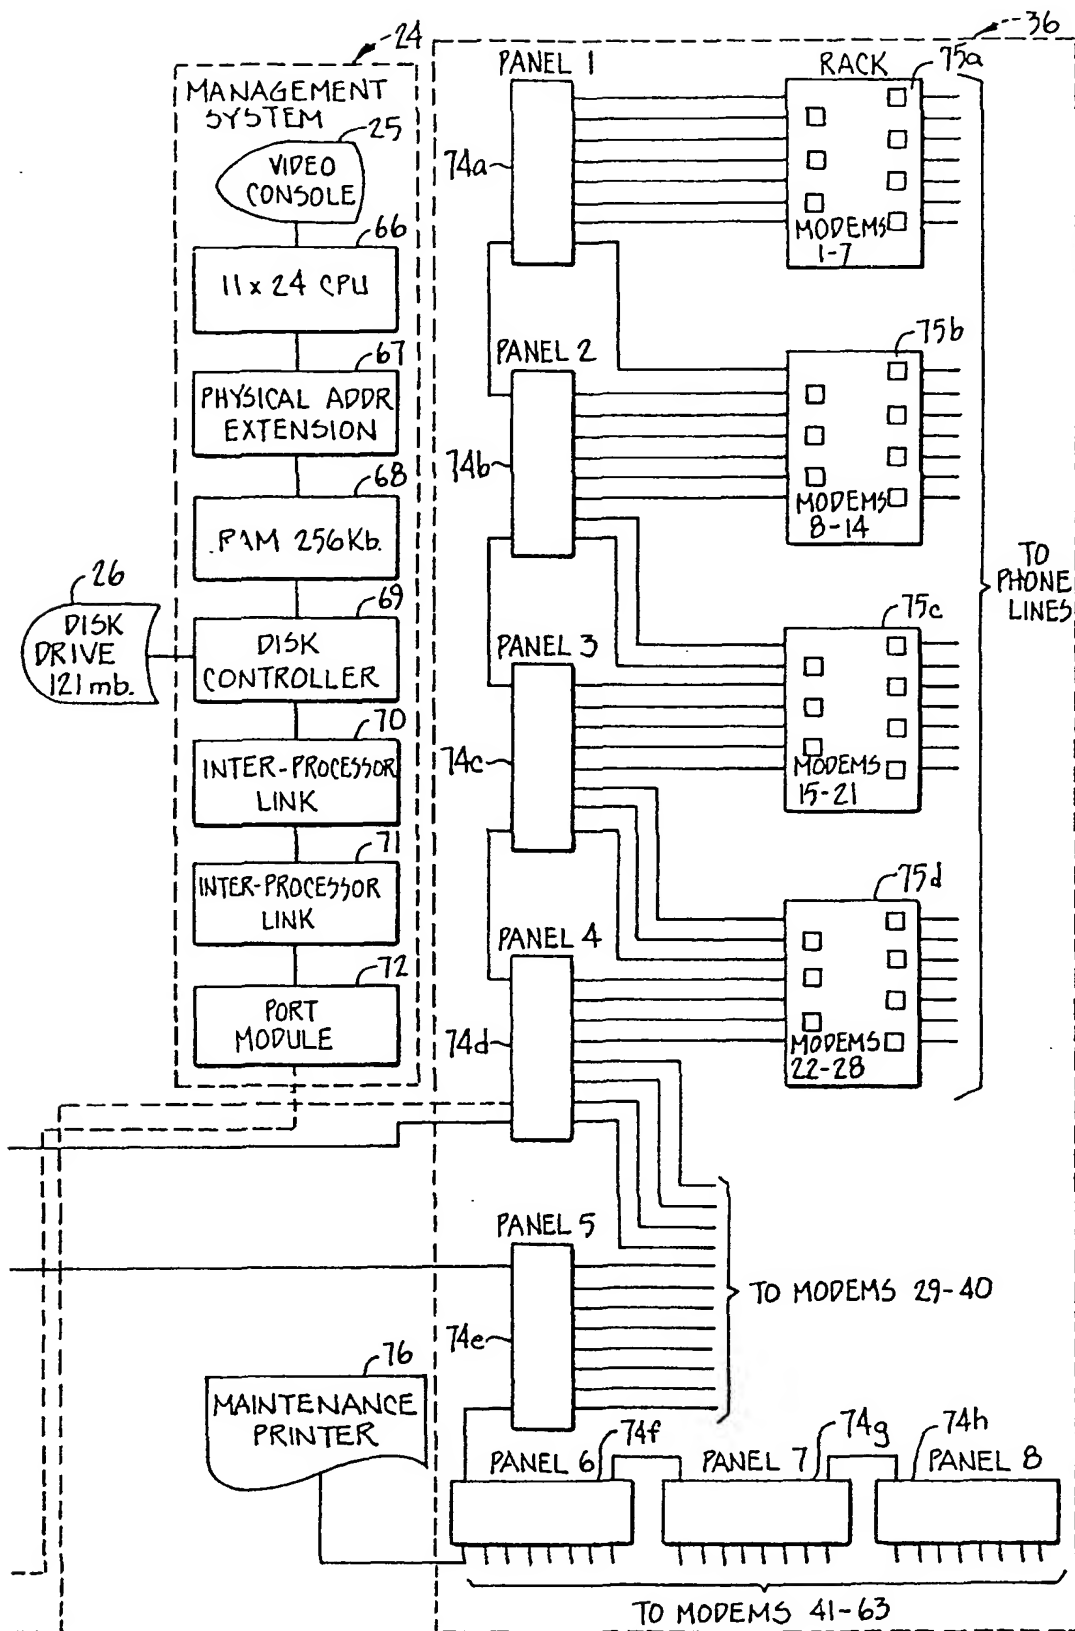 24
MANAGEMENT
SYSTEM
25
VIDEO
CONSOLE
66
11 x 24 CPU
67
PHYSICAL ADDR
EXTENSION
68
RAM 256Kb.
26
DISK
DRIVE
121 mb.
69
DISK
CONTROLLER
70
INTER-PROCESSOR
LINK
71
INTER-PROCESSOR
LINK
72
PORT
MODULE
76
MAINTENANCE
PRINTER
36
PANEL 1
74a
RACK
75a
MODEMS
1-7
PANEL 2
74b
75b
MODEMS
8-14
TO
PHONE
LINES
PANEL 3
74c
75c
MODEMS
15-21
PANEL 4
74d
75d
MODEMS
22-28
PANEL 5
74e
TO MODEMS 29-40
PANEL 6
74f
PANEL 7
74g
PANEL 8
74h
TO MODEMS 41-63